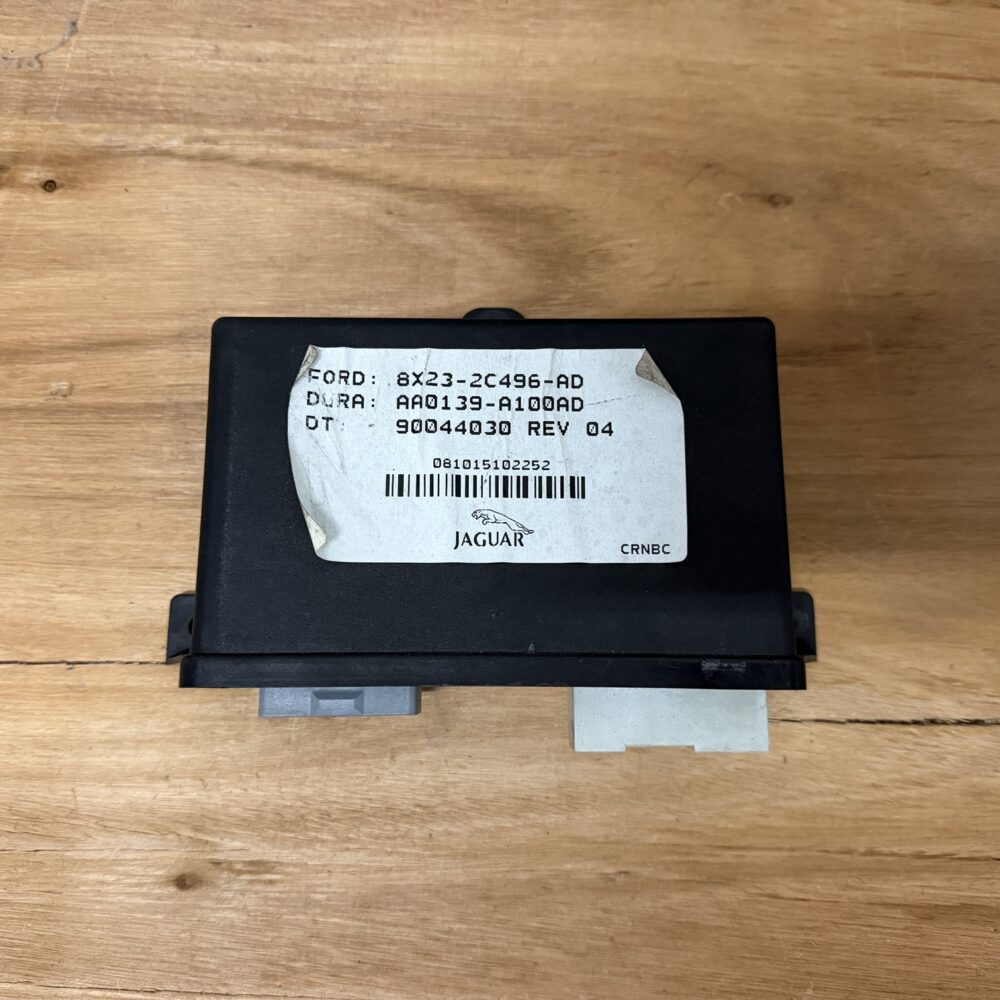 FORD: 8X23-2C496-AD
DURA: AA0139-A100AD
DT: 90044030 REV 04
081015102252
JAGUAR
CRNBC